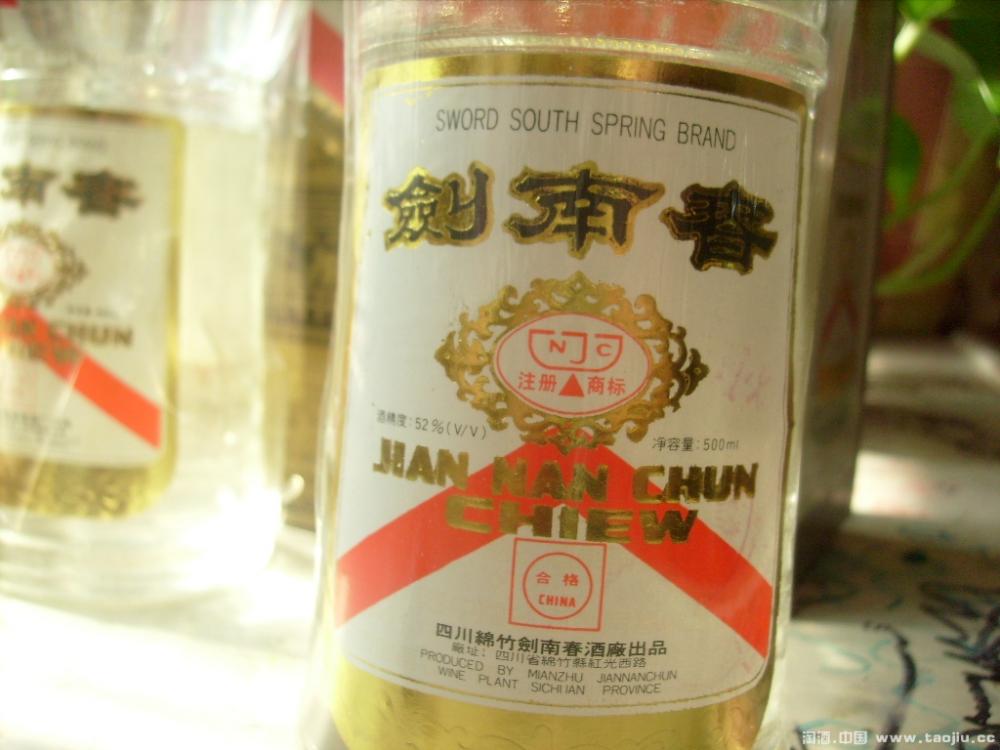 SWORD SOUTH SPRING BRAND
劍南春
NJC
注册 商标
酒精度:52%(V/V)
净容量:500ml
JIAN NAN CHUN
CHIEW
合格
CHINA
四川綿竹劍南春酒廠出品
廠址:四川省綿竹縣紅光西路
PRODUCED BY MIANZHU JIANNANCHUN
WINE PLANT SICHUAN PROVINCE
南春
CHUN
淘酒.中国 www.taojiu.cc